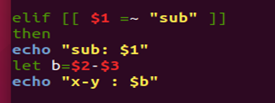 elif [[ $1 =~ "sub" ]]
then
echo "sub: $1"
let b=$2-$3
echo "x-y : $b"